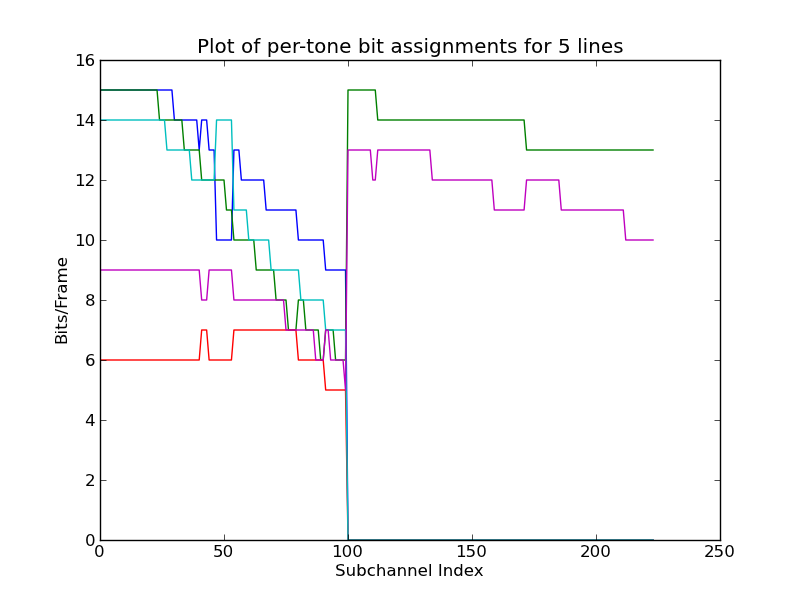 Plot of per-tone bit assignments for 5 lines
16
14
12
10
8
6
4
2
0
Bits/Frame
0 50 100 150 200 250
Subchannel Index